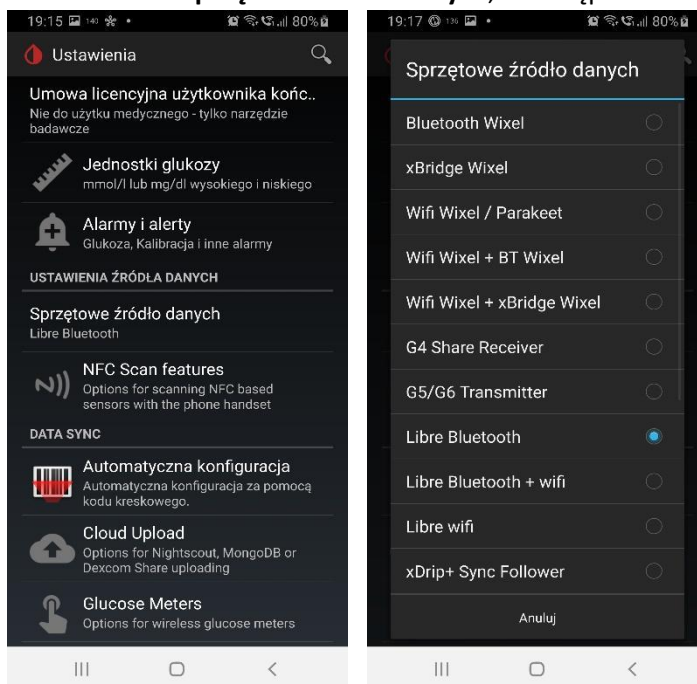 19:15 140 80%
Ustawienia
Umowa licencyjna użytkownika końc..
Nie do użytku medycznego - tylko narzędzie
badawcze
Jednostki glukozy
mmol/l lub mg/dl wysokiego i niskiego
Alarmy i alerty
Glukoza, Kalibracja i inne alarmy
USTAWIENIA ŹRÓDŁA DANYCH
Sprzętowe źródło danych
Libre Bluetooth
NFC Scan features
Options for scanning NFC based
sensors with the phone handset
DATA SYNC
Automatyczna konfiguracja
Automatyczna konfiguracja za pomocą
kodu kreskowego.
Cloud Upload
Options for Nightscout, MongoDB or
Dexcom Share uploading
Glucose Meters
Options for wireless glucose meters
19:17 136 80%
Sprzętowe źródło danych
Bluetooth Wixel
xBridge Wixel
Wifi Wixel / Parakeet
Wifi Wixel + BT Wixel
Wifi Wixel + xBridge Wixel
G4 Share Receiver
G5/G6 Transmitter
Libre Bluetooth
Libre Bluetooth + wifi
Libre wifi
xDrip+ Sync Follower
Anuluj